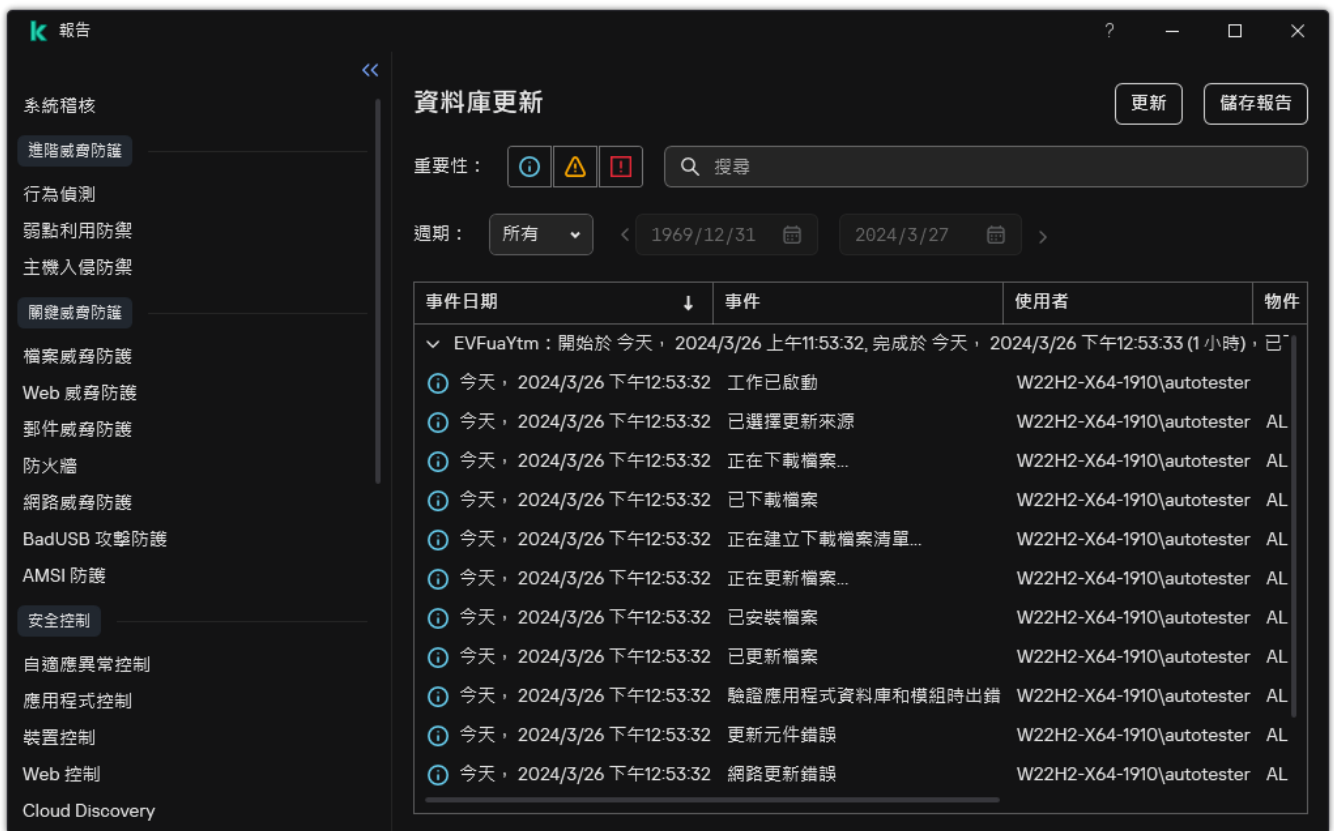 報告
?
系統稽核
進階威脅防護
行為偵測
弱點利用防禦
主機入侵防禦
關鍵威脅防護
檔案威脅防護
Web 威脅防護
郵件威脅防護
防火牆
網路威脅防護
BadUSB 攻擊防護
AMSI 防護
安全控制
自適應異常控制
應用程式控制
裝置控制
Web 控制
Cloud Discovery
資料庫更新
更新 儲存報告
重要性： 搜尋
週期： 所有 1969/12/31 2024/3/27
事件日期 事件 使用者 物件
EVFuaYtm：開始於 今天， 2024/3/26 上午11:53:32, 完成於 今天， 2024/3/26 下午12:53:33 (1 小時)，已
今天， 2024/3/26 下午12:53:32 工作已啟動 W22H2-X64-1910\autotester
今天， 2024/3/26 下午12:53:32 已選擇更新來源 W22H2-X64-1910\autotester AL
今天， 2024/3/26 下午12:53:32 正在下載檔案... W22H2-X64-1910\autotester AL
今天， 2024/3/26 下午12:53:32 已下載檔案 W22H2-X64-1910\autotester AL
今天， 2024/3/26 下午12:53:32 正在建立下載檔案清單... W22H2-X64-1910\autotester AL
今天， 2024/3/26 下午12:53:32 正在更新檔案... W22H2-X64-1910\autotester AL
今天， 2024/3/26 下午12:53:32 已安裝檔案 W22H2-X64-1910\autotester AL
今天， 2024/3/26 下午12:53:32 已更新檔案 W22H2-X64-1910\autotester AL
今天， 2024/3/26 下午12:53:32 驗證應用程式資料庫和模組時出錯 W22H2-X64-1910\autotester AL
今天， 2024/3/26 下午12:53:32 更新元件錯誤 W22H2-X64-1910\autotester AL
今天， 2024/3/26 下午12:53:32 網路更新錯誤 W22H2-X64-1910\autotester AL